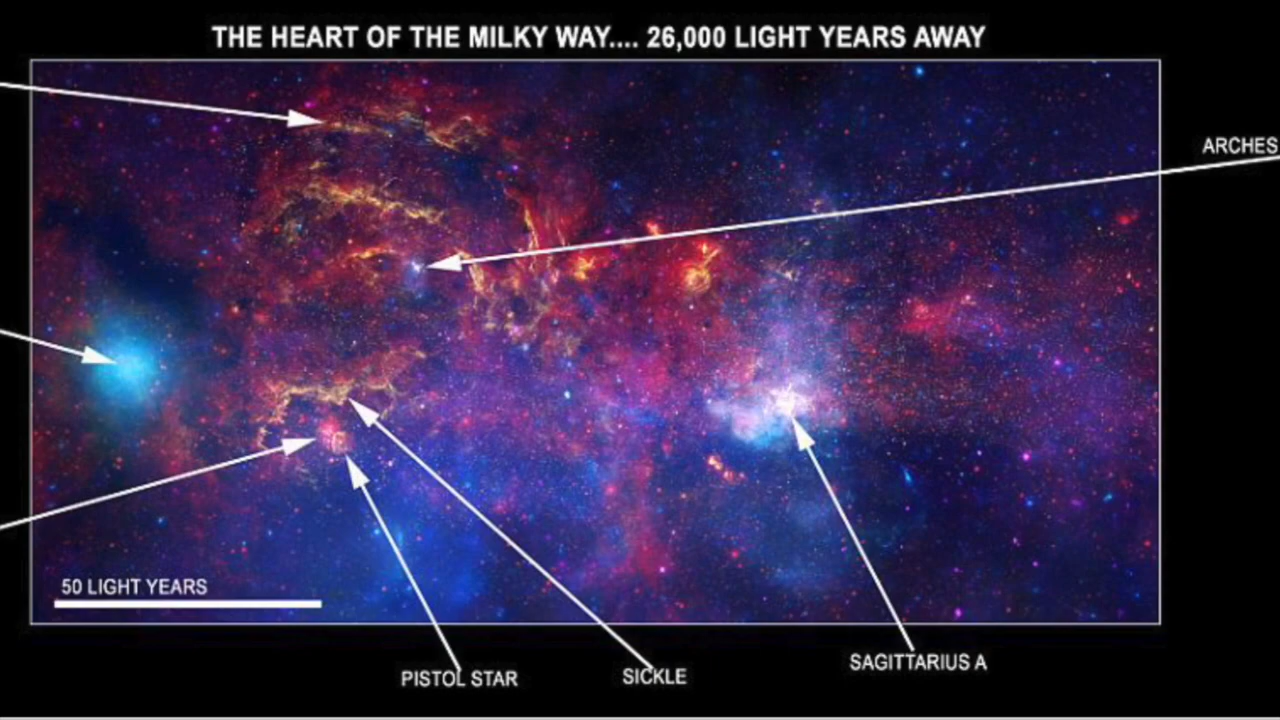 THE HEART OF THE MILKY WAY.... 26,000 LIGHT YEARS AWAY
ARCHES
50 LIGHT YEARS
PISTOL STAR
SICKLE
SAGITTARIUS A